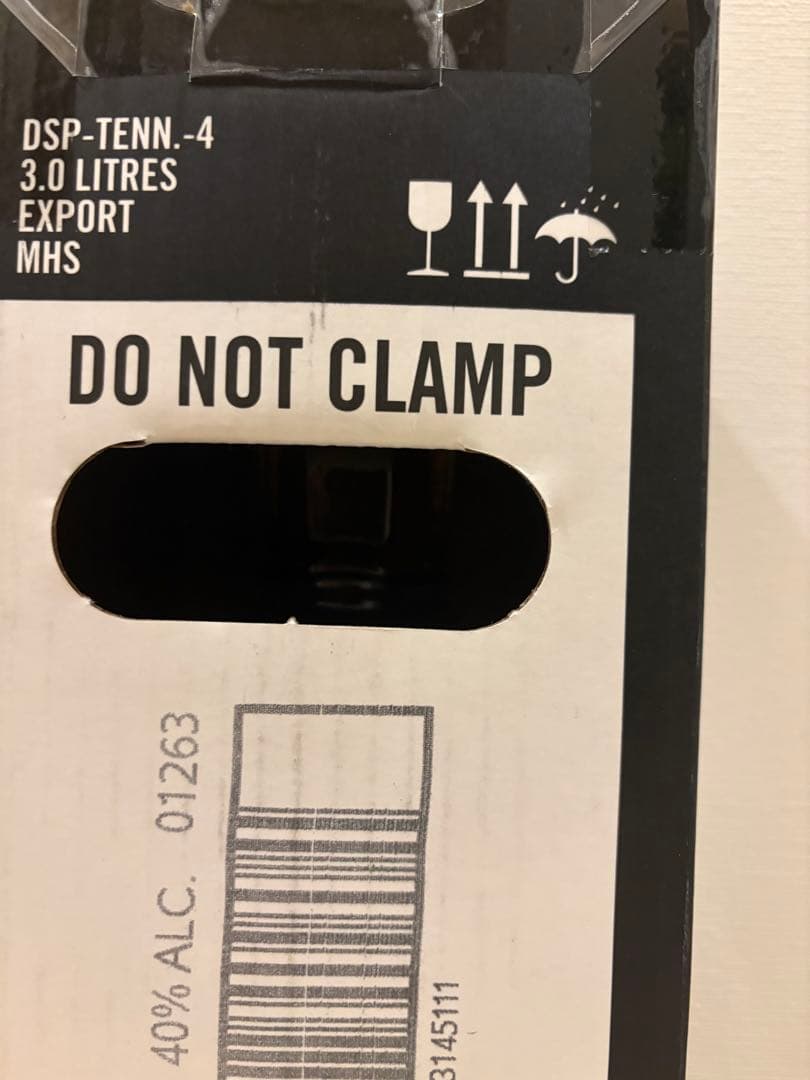 DSP-TENN.-4
3.0 LITRES
EXPORT
MHS
DO NOT CLAMP
40% ALC. 01263
3145111